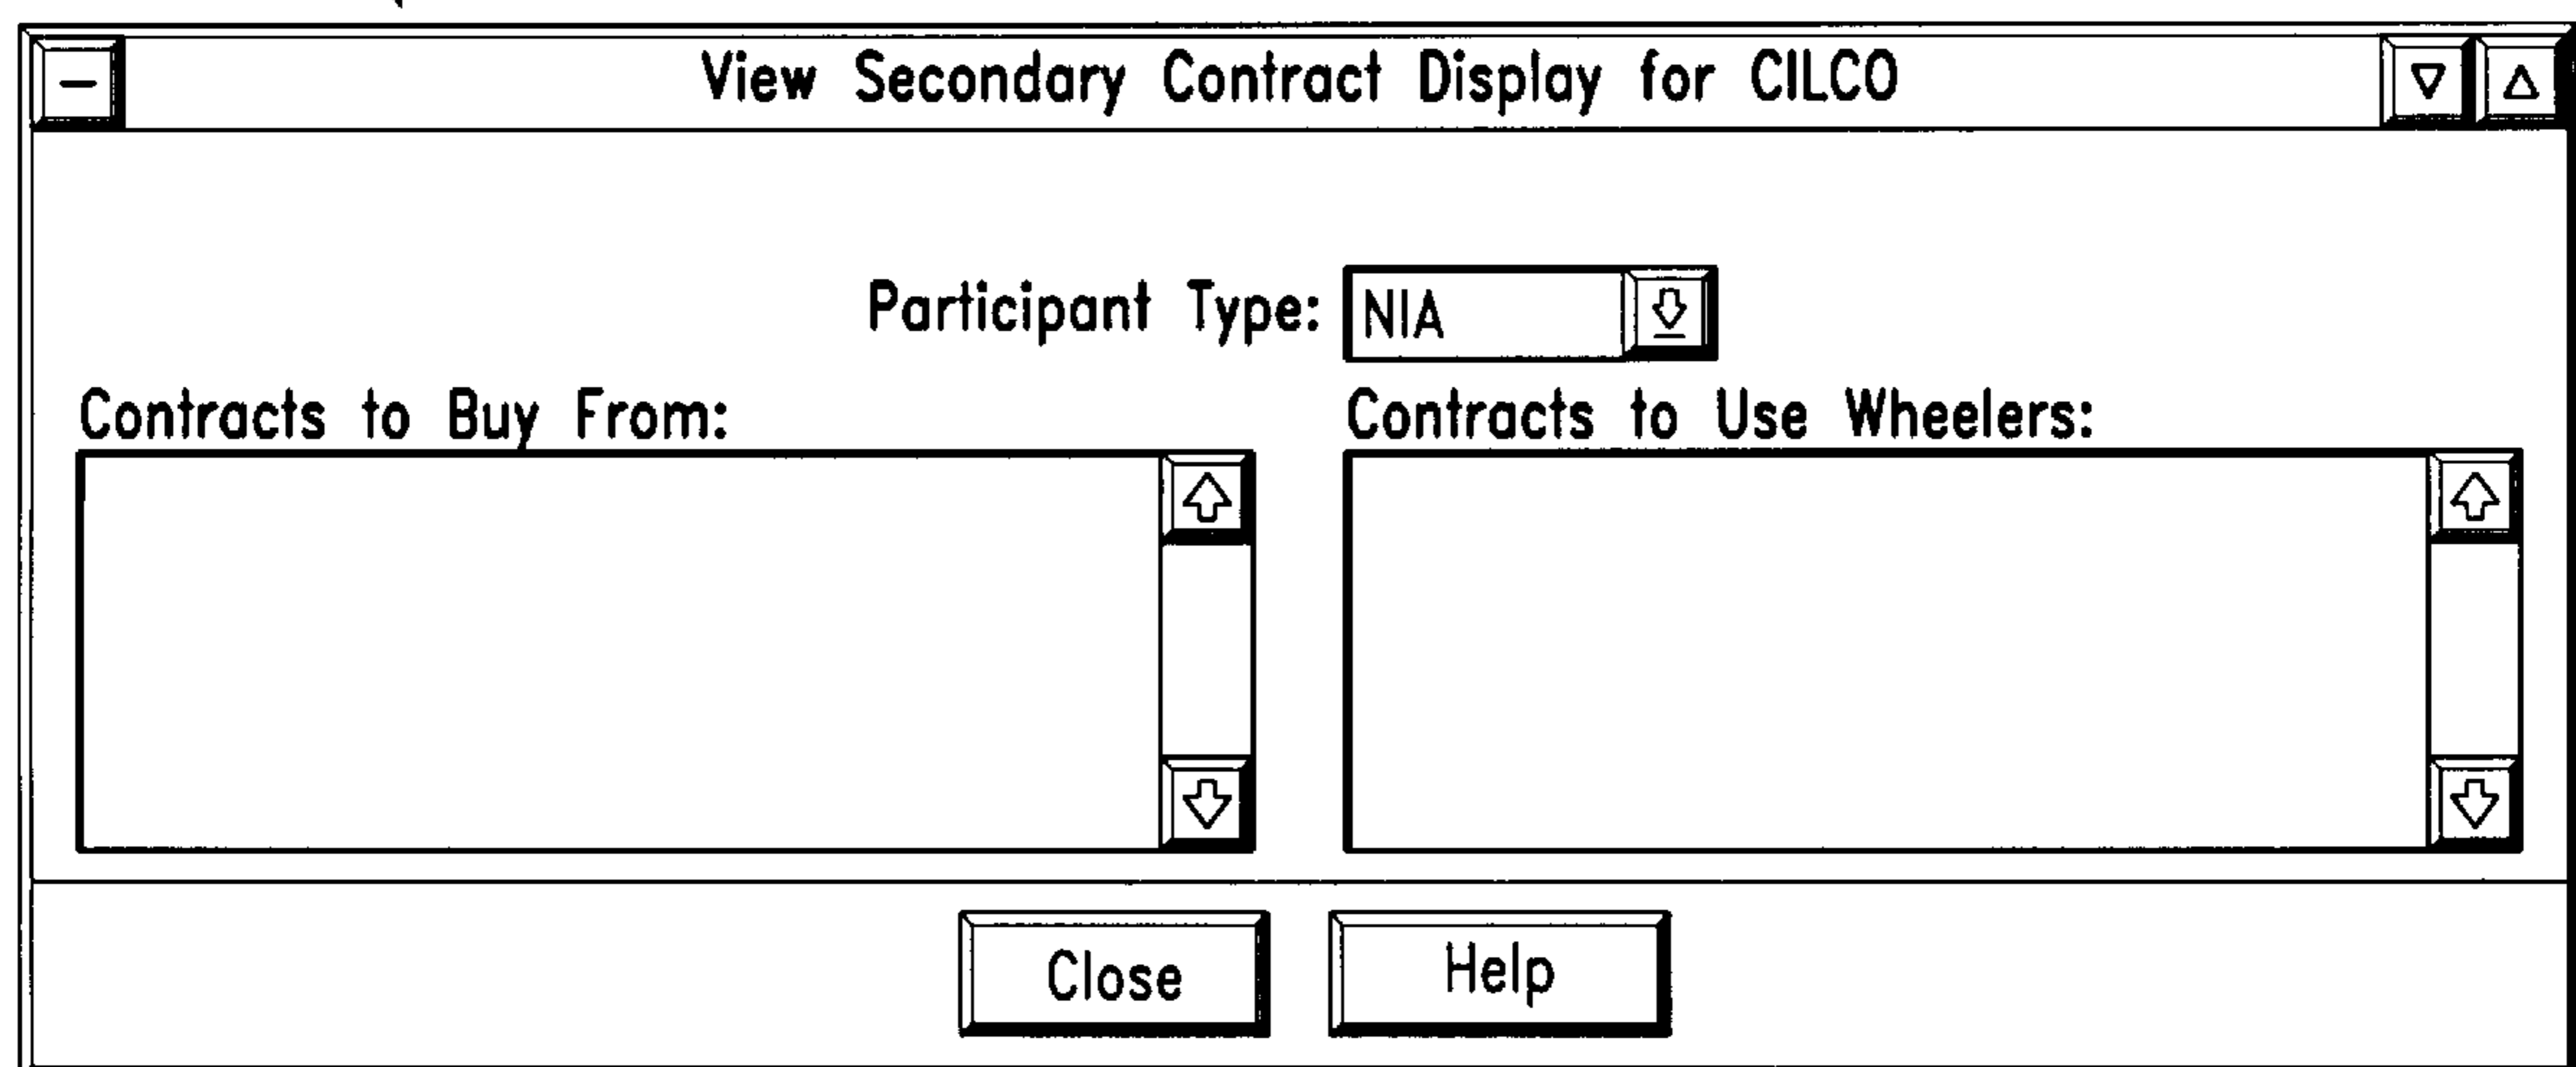 View Secondary Contract Display for CILCO
Participant Type: NIA
Contracts to Buy From:
Contracts to Use Wheelers:
Close
Help